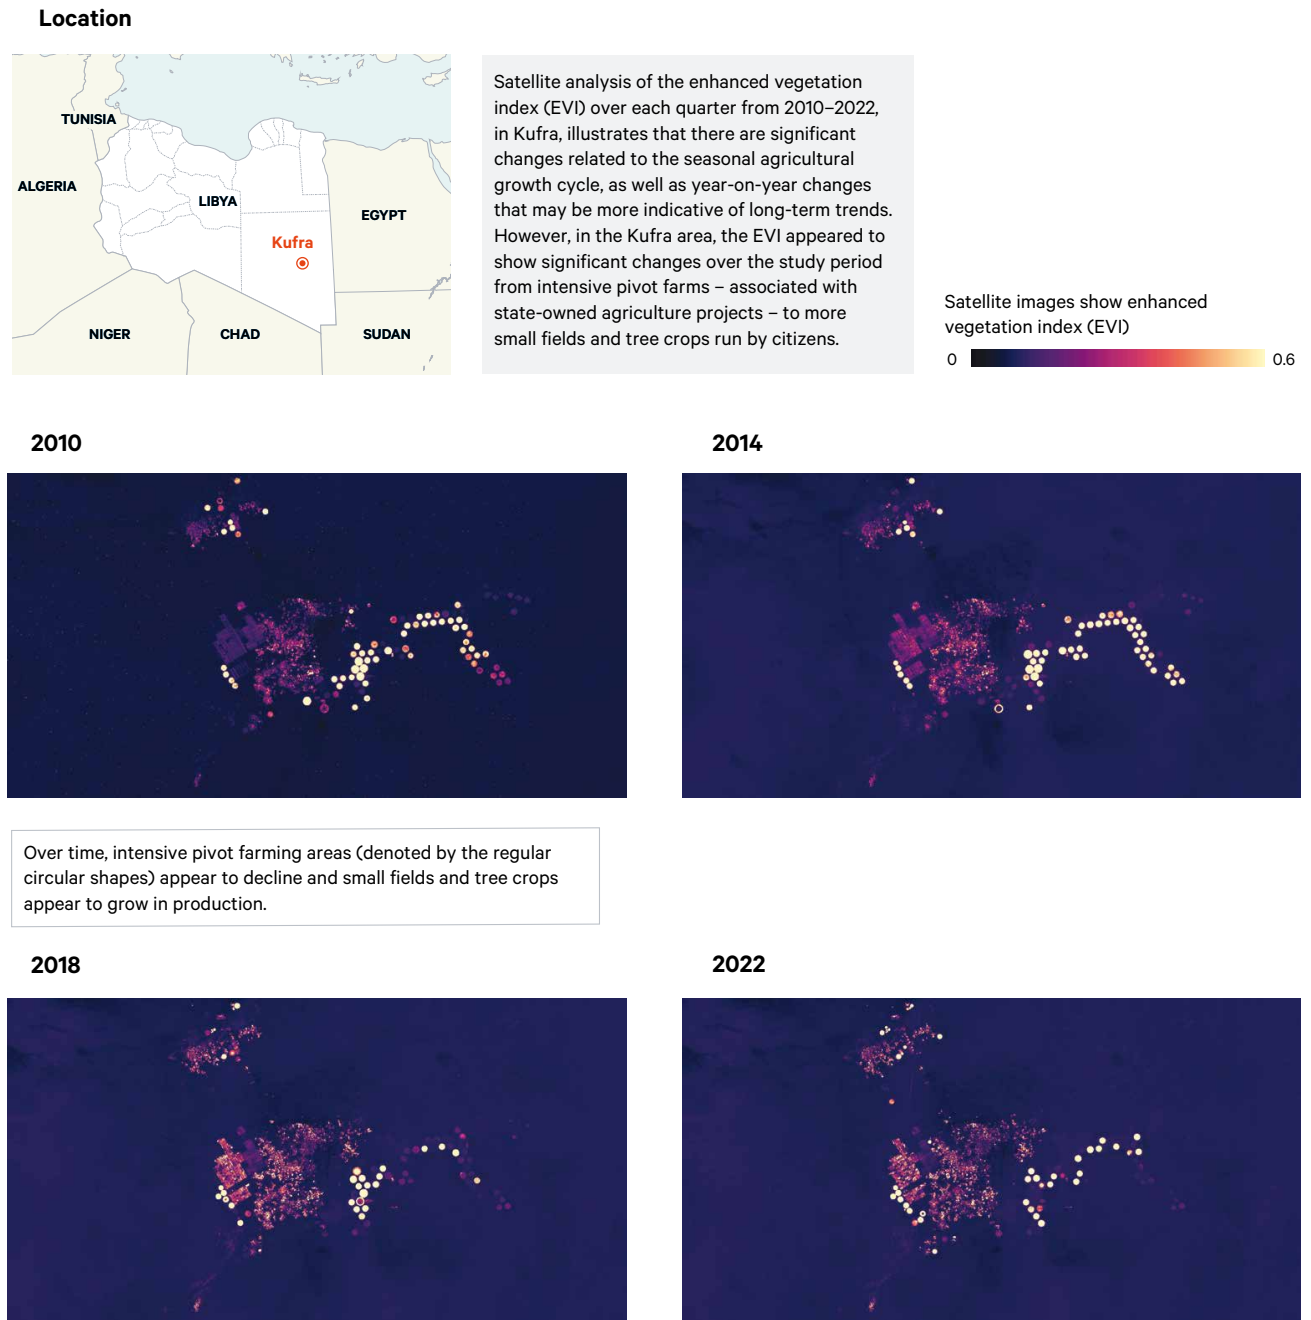 Location
TUNISIA
ALGERIA
LIBYA
EGYPT
Kufra
NIGER
CHAD
SUDAN
Satellite analysis of the enhanced vegetation
index (EVI) over each quarter from 2010–2022,
in Kufra, illustrates that there are significant
changes related to the seasonal agricultural
growth cycle, as well as year-on-year changes
that may be more indicative of long-term trends.
However, in the Kufra area, the EVI appeared to
show significant changes over the study period
from intensive pivot farms – associated with
state-owned agriculture projects – to more
small fields and tree crops run by citizens.
Satellite images show enhanced
vegetation index (EVI)
0 0.6
2010
2014
Over time, intensive pivot farming areas (denoted by the regular
circular shapes) appear to decline and small fields and tree crops
appear to grow in production.
2018
2022